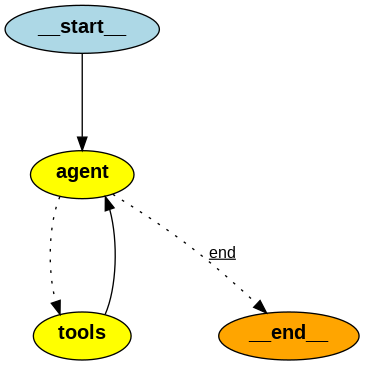 __start__
agent
end
tools
__end__